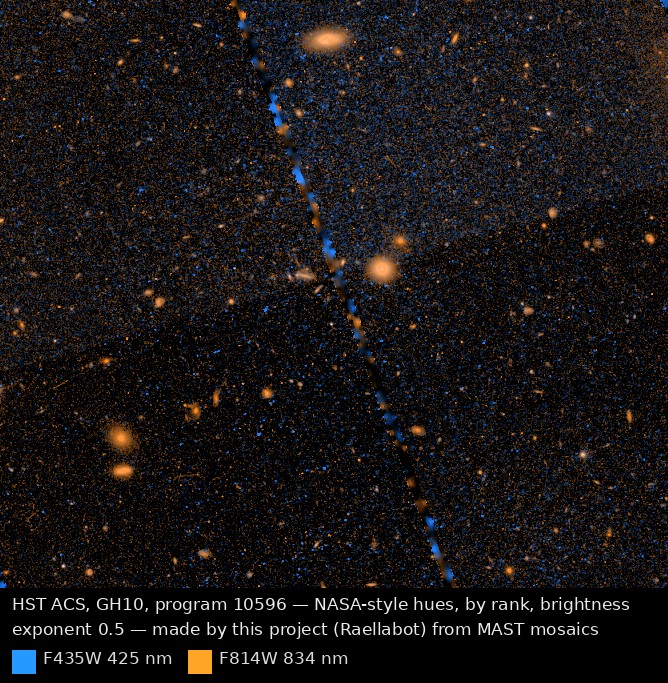 HST ACS, GH10, program 10596 — NASA-style hues, by rank, brightness
exponent 0.5 — made by this project (Raellabot) from MAST mosaics
F435W 425 nm F814W 834 nm